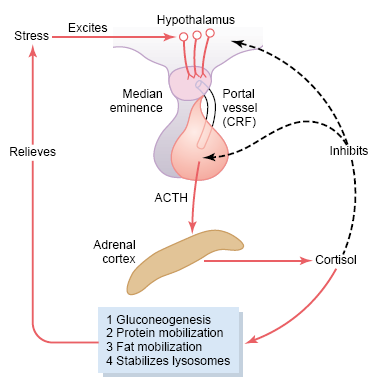 Hypothalamus
Excites
Stress
Median
eminence
Portal
vessel
(CRF)
Relieves
Inhibits
ACTH
Adrenal
cortex
Cortisol
1 Gluconeogenesis
2 Protein mobilization
3 Fat mobilization
4 Stabilizes lysosomes